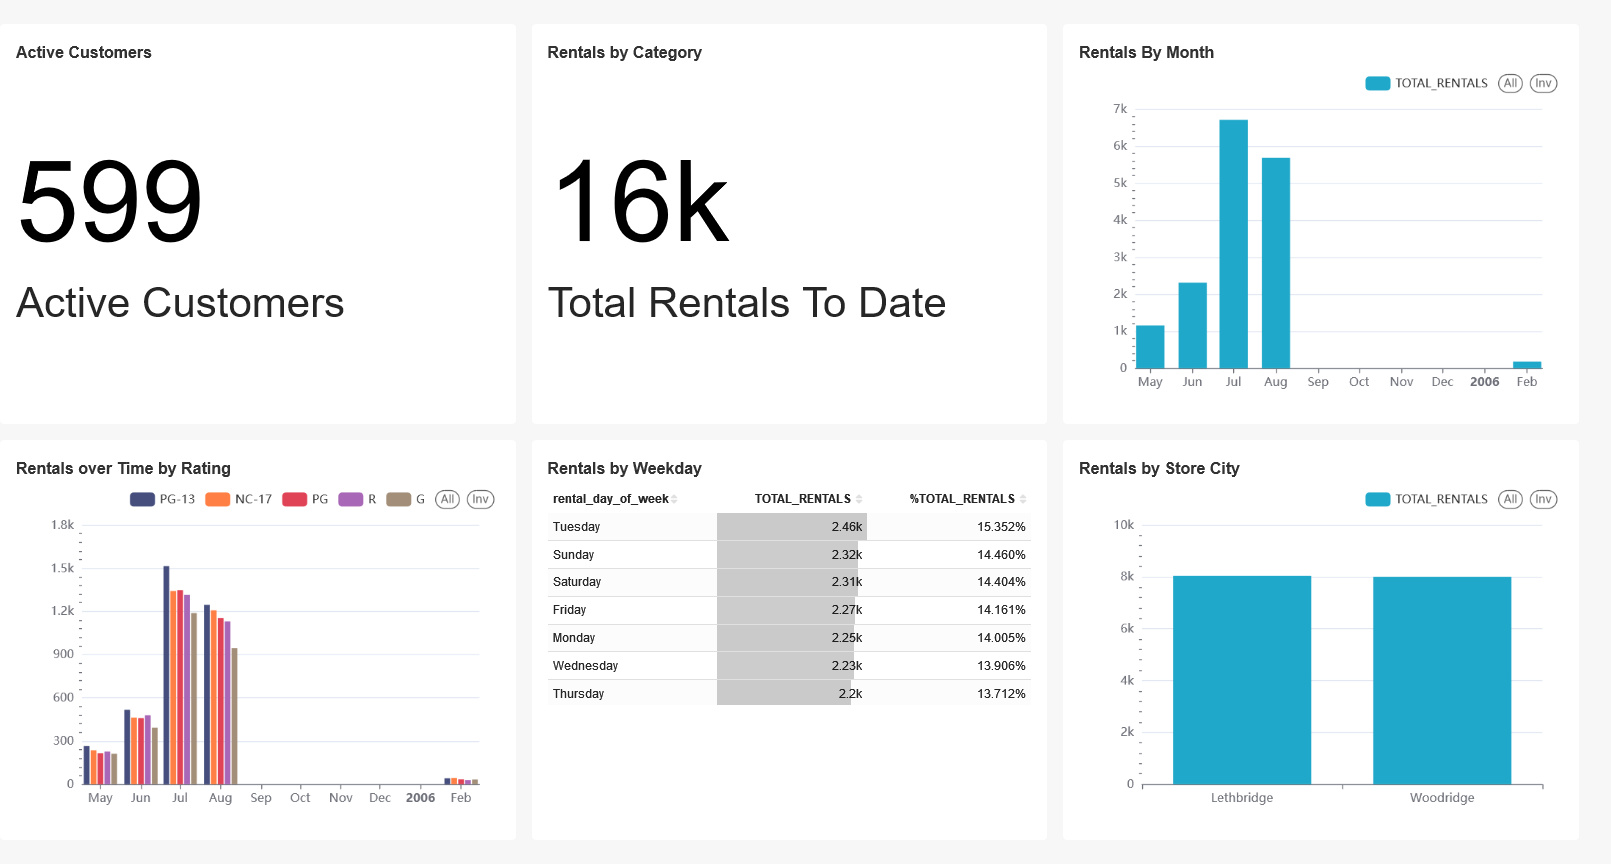 Active Customers
599
Active Customers
Rentals by Category
16k
Total Rentals To Date
Rentals By Month
TOTAL_RENTALS All Inv
7k
6k
5k
4k
3k
2k
1k
0
May Jun Jul Aug Sep Oct Nov Dec 2006 Feb
Rentals over Time by Rating
PG-13 NC-17 PG R G All Inv
1.8k
1.5k
1.2k
900
600
300
0
May Jun Jul Aug Sep Oct Nov Dec 2006 Feb
Rentals by Weekday
rental_day_of_week TOTAL_RENTALS %TOTAL_RENTALS
Tuesday 2.46k 15.352%
Sunday 2.32k 14.460%
Saturday 2.31k 14.404%
Friday 2.27k 14.161%
Monday 2.25k 14.005%
Wednesday 2.23k 13.906%
Thursday 2.2k 13.712%
Rentals by Store City
TOTAL_RENTALS All Inv
10k
8k
6k
4k
2k
0
Lethbridge Woodridge